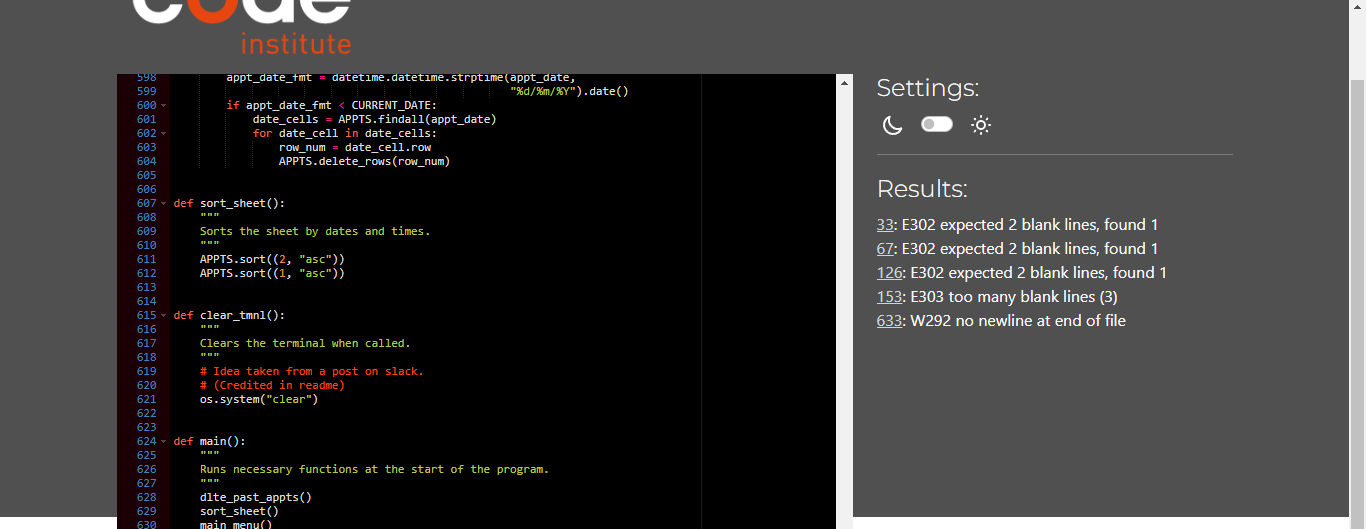 code
institute
598 appt_date_fmt = datetime.datetime.strptime(appt_date,
599 "%d/%m/%Y").date()
600 if appt_date_fmt < CURRENT_DATE:
601 date_cells = APPTS.findall(appt_date)
602 for date_cell in date_cells:
603 row_num = date_cell.row
604 APPTS.delete_rows(row_num)
605
606
607 def sort_sheet():
608 """
609 Sorts the sheet by dates and times.
610 """
611 APPTS.sort((2, "asc"))
612 APPTS.sort((1, "asc"))
613
614
615 def clear_tmnl():
616 """
617 Clears the terminal when called.
618 """
619 # Idea taken from a post on slack.
620 # (Credited in readme)
621 os.system("clear")
622
623
624 def main():
625 """
626 Runs necessary functions at the start of the program.
627 """
628 dlte_past_appts()
629 sort_sheet()
630 main_menu()
Settings:
Results:
33: E302 expected 2 blank lines, found 1
67: E302 expected 2 blank lines, found 1
126: E302 expected 2 blank lines, found 1
153: E303 too many blank lines (3)
633: W292 no newline at end of file